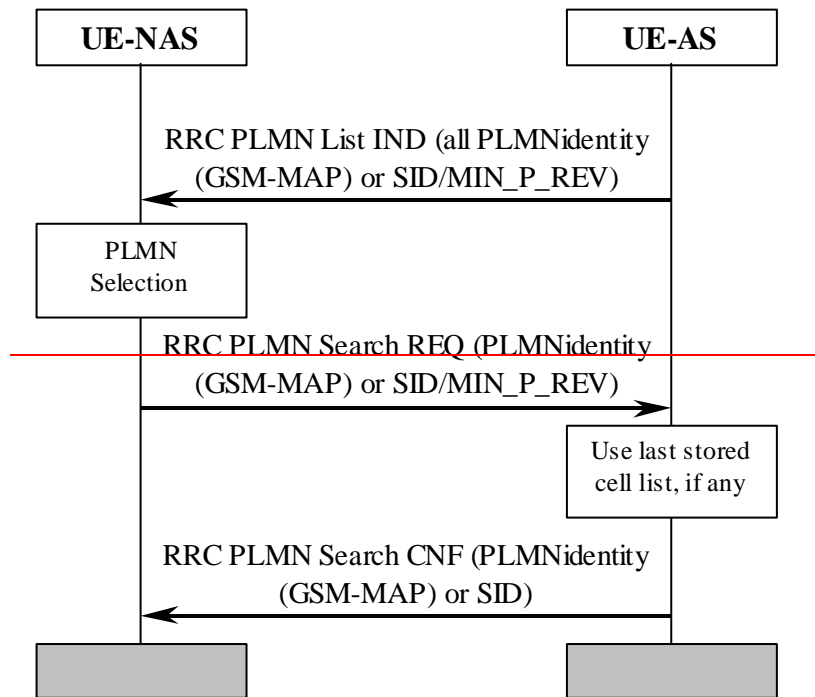 UE-NAS
UE-AS
RRC PLMN List IND (all PLMNidentity
(GSM-MAP) or SID/MIN_P_REV)
PLMN
Selection
RRC PLMN Search REQ (PLMNidentity
(GSM-MAP) or SID/MIN_P_REV)
Use last stored
cell list, if any
RRC PLMN Search CNF (PLMNidentity
(GSM-MAP) or SID)